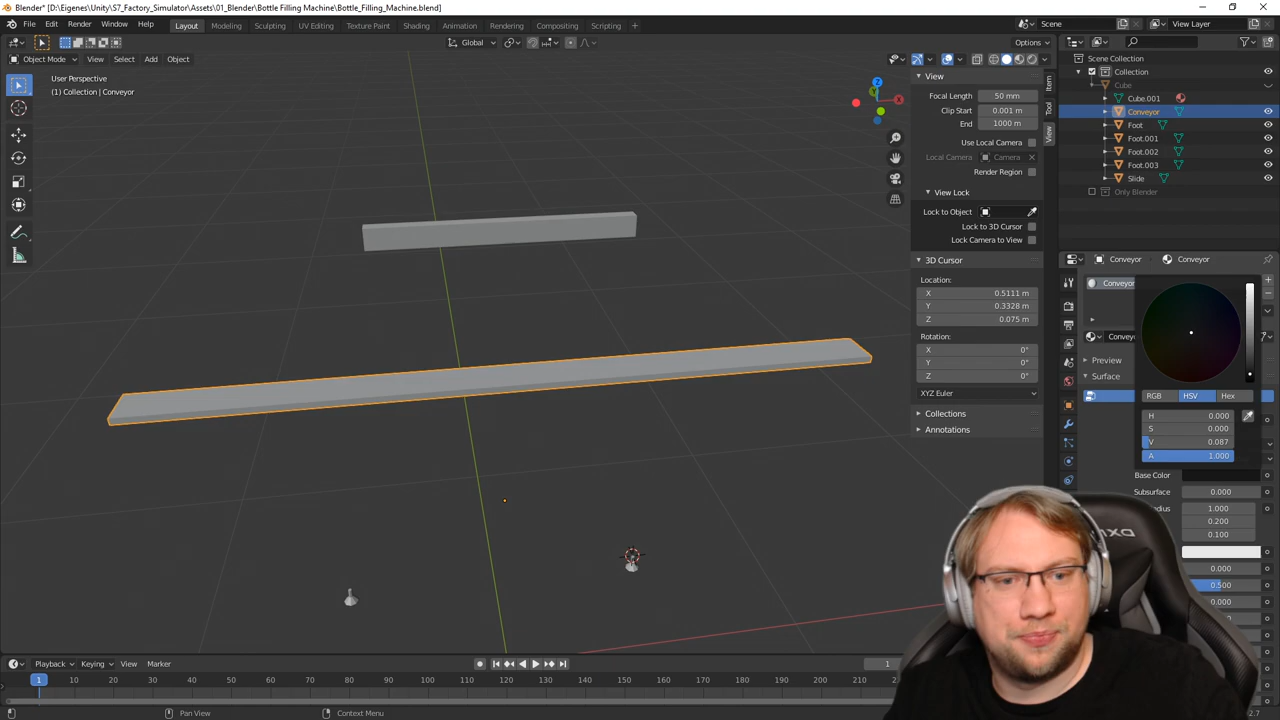 Blender* [D:\Eigenes\Unity\S7_Factory_Simulator\Assets\01_Blender\Bottle Filling Machine\Bottle_Filling_Machine.blend]
File Edit Render Window Help Layout Modeling Sculpting UV Editing Texture Paint Shading Animation Rendering Compositing Scripting + Scene View Layer
Global Options
Object Mode View Select Add Object
User Perspective
(1) Collection | Conveyor
Z
X
View
Focal Length 50 mm
Clip Start 0.001 m
End 1000 m
Use Local Camera
Local Camera Camera
Render Region
View Lock
Lock to Object
Lock to 3D Cursor
Lock Camera to View
3D Cursor
Location:
X 0.5111 m
Y 0.3328 m
Z 0.075 m
Rotation:
X 0°
Y 0°
Z 0°
XYZ Euler
Collections
Annotations
Item
Tool
View
Scene Collection
Collection
Cube
Cube.001
Conveyor
Foot
Foot.001
Foot.002
Foot.003
Slide
Only Blender
Conveyor Conveyor
Conveyor
Convey
Preview
Surface
RGB HSV Hex
H 0.000
S 0.000
V 0.087
A 1.000
Base Color
Subsurface 0.000
adius 1.000
0.200
0.100
0.000
0.500
0.000
Playback Keying View Marker 1
1 10 20 30 40 50 60 70 80 90 100 110 120 130 140 150 160 170 180 190 200 210
Pan View Context Menu
2.7